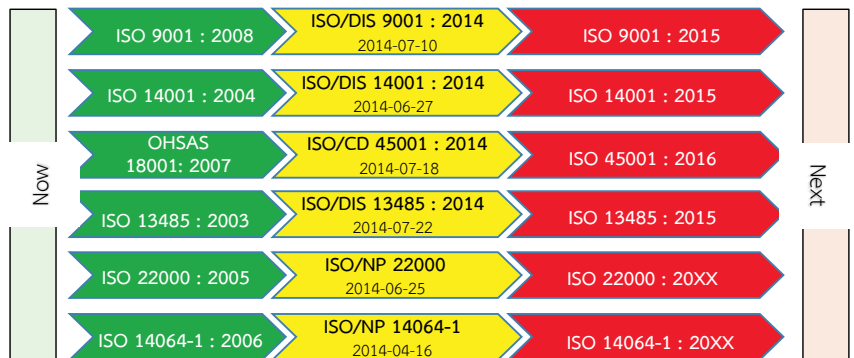 Now
ISO 9001 : 2008
ISO/DIS 9001 : 2014
2014-07-10
ISO 9001 : 2015
ISO 14001 : 2004
ISO/DIS 14001 : 2014
2014-06-27
ISO 14001 : 2015
OHSAS
18001: 2007
ISO/CD 45001 : 2014
2014-07-18
ISO 45001 : 2016
ISO 13485 : 2003
ISO/DIS 13485 : 2014
2014-07-22
ISO 13485 : 2015
ISO 22000 : 2005
ISO/NP 22000
2014-06-25
ISO 22000 : 20XX
ISO 14064-1 : 2006
ISO/NP 14064-1
2014-04-16
ISO 14064-1 : 20XX
Next